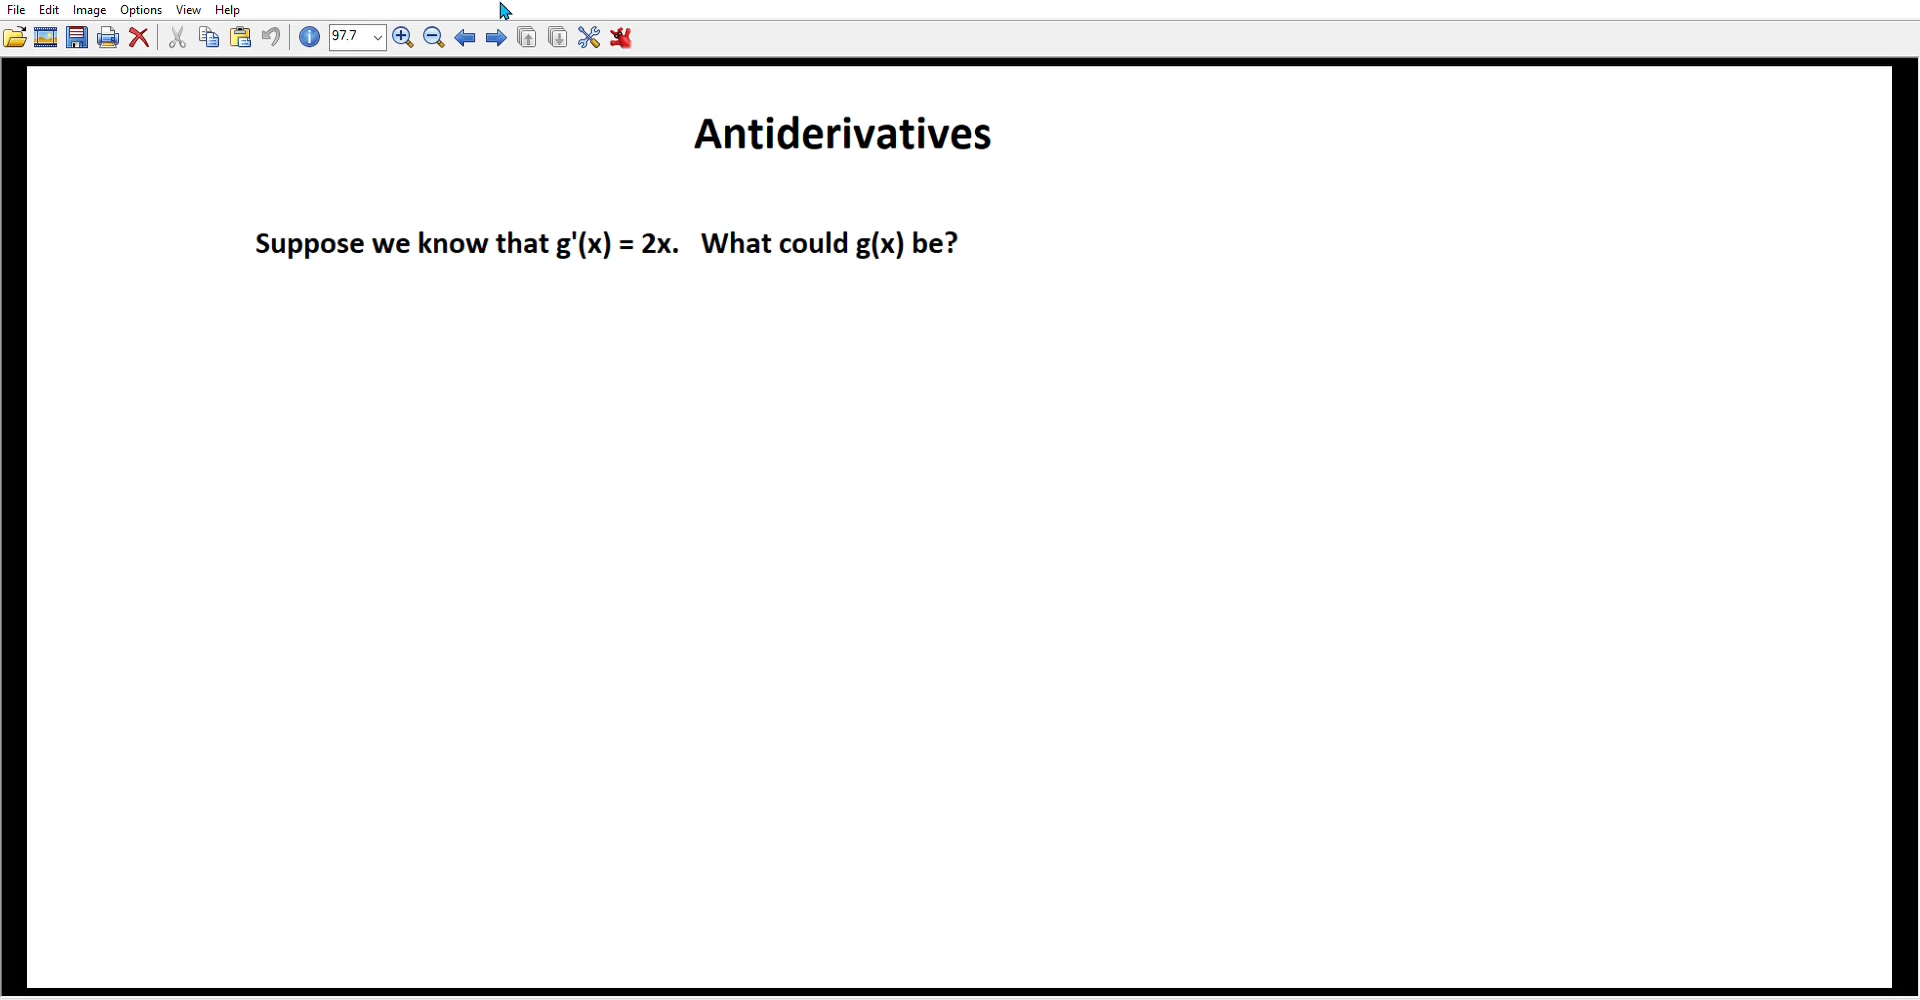 File Edit Image Options View Help
97.7
Antiderivatives
Suppose we know that g'(x) = 2x. What could g(x) be?